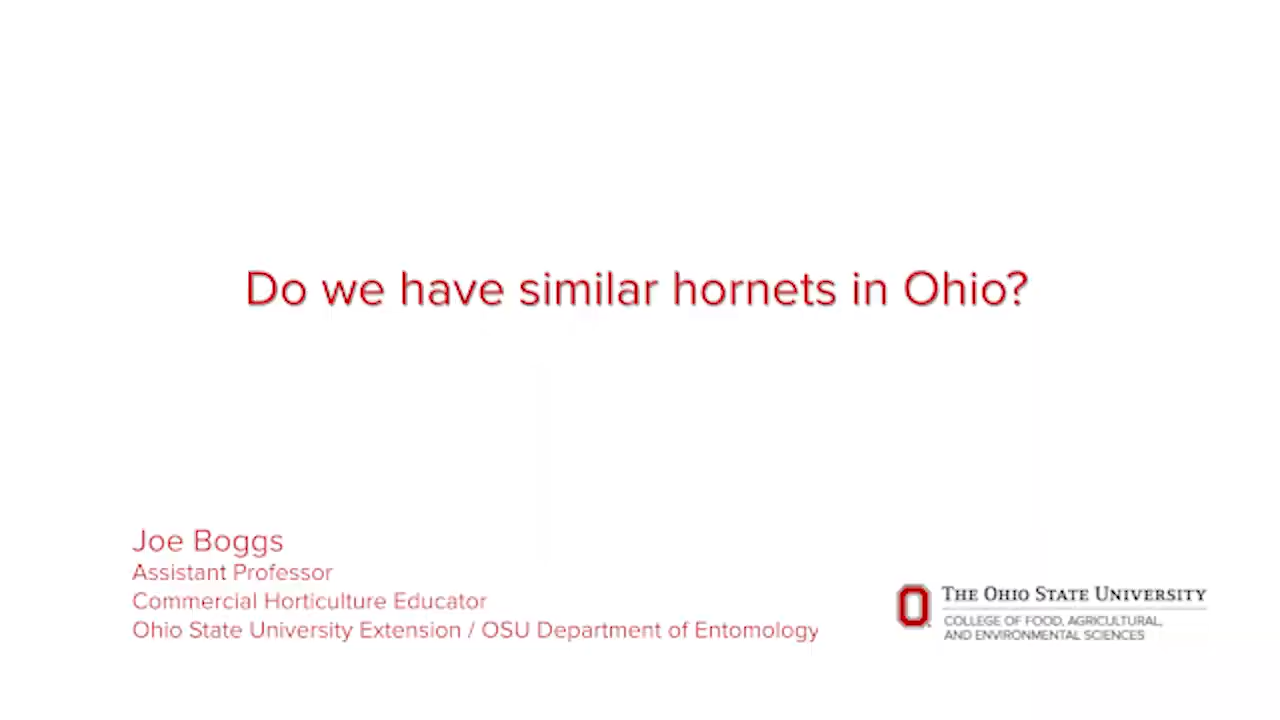 Do we have similar hornets in Ohio?
Joe Boggs
Assistant Professor
Commercial Horticulture Educator
Ohio State University Extension / OSU Department of Entomology
THE OHIO STATE UNIVERSITY
COLLEGE OF FOOD, AGRICULTURAL,
AND ENVIRONMENTAL SCIENCES